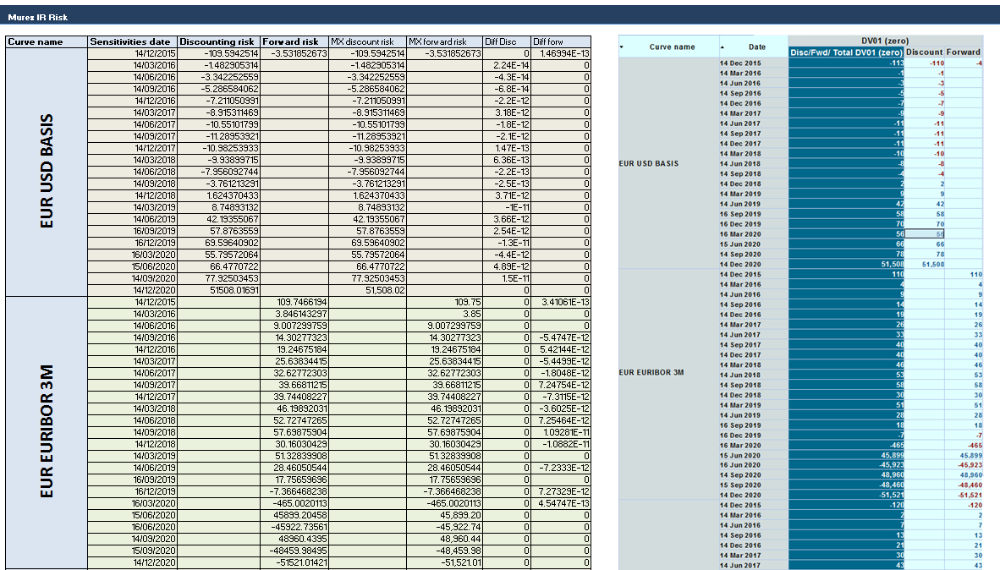 Murex IR Risk
Curve name Sensitivities date Discounting risk Forward risk MX discount risk MX forward risk Diff Disc Diff forw
EUR USD BASIS
14/12/2015 -109.5942514 -3.531852673 -109.5942514 -3.531852673 0 1.46994E-13
14/03/2016 -1.482905314 -1.482905314 2.24E-14 0
14/06/2016 -3.342252559 -3.342252559 -4.3E-14 0
14/09/2016 -5.286584062 -5.286584062 -6.8E-14 0
14/12/2016 -7.211050991 -7.211050991 -2.2E-12 0
14/03/2017 -8.915311469 -8.915311469 3.18E-12 0
14/06/2017 -10.55101799 -10.55101799 -1.8E-12 0
14/09/2017 -11.28953921 -11.28953921 -2.1E-12 0
14/12/2017 -10.98253933 -10.98253933 1.47E-13 0
14/03/2018 -9.93899715 -9.93899715 6.36E-13 0
14/06/2018 -7.956092744 -7.956092744 -2.2E-13 0
14/09/2018 -3.761213291 -3.761213291 -2.5E-13 0
14/12/2018 1.624370433 1.624370433 3.71E-12 0
14/03/2019 8.74893132 8.74893132 -1E-11 0
14/06/2019 42.19355067 42.19355067 3.66E-12 0
16/09/2019 57.8763559 57.8763559 2.54E-12 0
16/12/2019 69.59640902 69.59640902 -1.3E-11 0
16/03/2020 55.79572064 55.79572064 -4.4E-12 0
15/06/2020 66.4770722 66.4770722 4.89E-12 0
14/09/2020 77.92503453 77.92503453 1.5E-11 0
14/12/2020 51508.01691 51,508.02 0 0
EUR EURIBOR 3M
14/12/2015 109.7466194 109.75 0 3.41061E-13
14/03/2016 3.846143297 3.85 0 0
14/06/2016 9.007299759 9.007299759 0 0
14/09/2016 14.30277323 14.30277323 0 -5.4747E-12
14/12/2016 19.24675184 19.24675184 0 5.42144E-12
14/03/2017 25.63834415 25.63834415 0 -5.4499E-12
14/06/2017 32.62772303 32.62772303 0 -1.8048E-12
14/09/2017 39.66811215 39.66811215 0 7.24754E-12
14/12/2017 39.74408227 39.74408227 0 -7.3115E-12
14/03/2018 46.19892031 46.19892031 0 -3.6025E-12
14/06/2018 52.72747265 52.72747265 0 7.25464E-12
14/09/2018 57.69875904 57.69875904 0 1.09281E-11
14/12/2018 30.16030429 30.16030429 0 -1.0882E-11
14/03/2019 51.32839908 51.32839908 0 0
14/06/2019 28.46050544 28.46050544 0 -7.2333E-12
16/09/2019 17.75659696 17.75659696 0 0
16/12/2019 -7.366468238 -7.366468238 0 7.27329E-12
16/03/2020 -465.0020113 -465.0020113 0 4.54747E-13
15/06/2020 45899.20458 45,899.20 0 0
16/06/2020 -45922.73561 -45,922.74 0 0
14/09/2020 48960.4395 48,960.44 0 0
15/09/2020 -48459.98495 -48,459.98 0 0
14/12/2020 -51521.01421 -51,521.01 0 0
DV01 (zero)
Curve name Date Disc/Fwd/ Total DV01 (zero) Discount Forward
EUR USD BASIS
14 Dec 2015 -113 -110 -4
14 Mar 2016 -1 -1
14 Jun 2016 -3 -3
14 Sep 2016 -5 -5
14 Dec 2016 -7 -7
14 Mar 2017 -9 -9
14 Jun 2017 -11 -11
14 Sep 2017 -11 -11
14 Dec 2017 -11 -11
14 Mar 2018 -10 -10
14 Jun 2018 -8 -8
14 Sep 2018 -4 -4
14 Dec 2018 2 2
14 Mar 2019 9 9
14 Jun 2019 42 42
16 Sep 2019 58 58
16 Dec 2019 70 70
16 Mar 2020 56 56
15 Jun 2020 66 66
14 Sep 2020 78 78
14 Dec 2020 51,508 51,508
EUR EURIBOR 3M
14 Dec 2015 110 110
14 Mar 2016 4 4
14 Jun 2016 9 9
14 Sep 2016 14 14
14 Dec 2016 19 19
14 Mar 2017 26 26
14 Jun 2017 33 33
14 Sep 2017 40 40
14 Dec 2017 40 40
14 Mar 2018 46 46
14 Jun 2018 53 53
14 Sep 2018 58 58
14 Dec 2018 30 30
14 Mar 2019 51 51
14 Jun 2019 28 28
16 Sep 2019 18 18
16 Dec 2019 -7 -7
16 Mar 2020 -465 -465
15 Jun 2020 45,899 45,899
16 Jun 2020 -45,923 -45,923
14 Sep 2020 48,960 48,960
15 Sep 2020 -48,460 -48,460
14 Dec 2020 -51,521 -51,521
14 Dec 2015 -120 -120
14 Mar 2016 2 2
14 Jun 2016 7 7
14 Sep 2016 13 13
14 Dec 2016 21 21
14 Mar 2017 30 30
14 Jun 2017 43 43